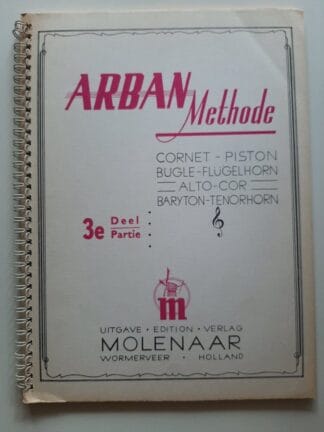 ARBAN Methode
CORNET - PISTON
BUGLE - FLÜGELHORN
ALTO - COR
BARYTON - TENORHORN
3e Deel
Partie
m
UITGAVE • EDITION • VERLAG
MOLENAAR
WORMERVEER • HOLLAND